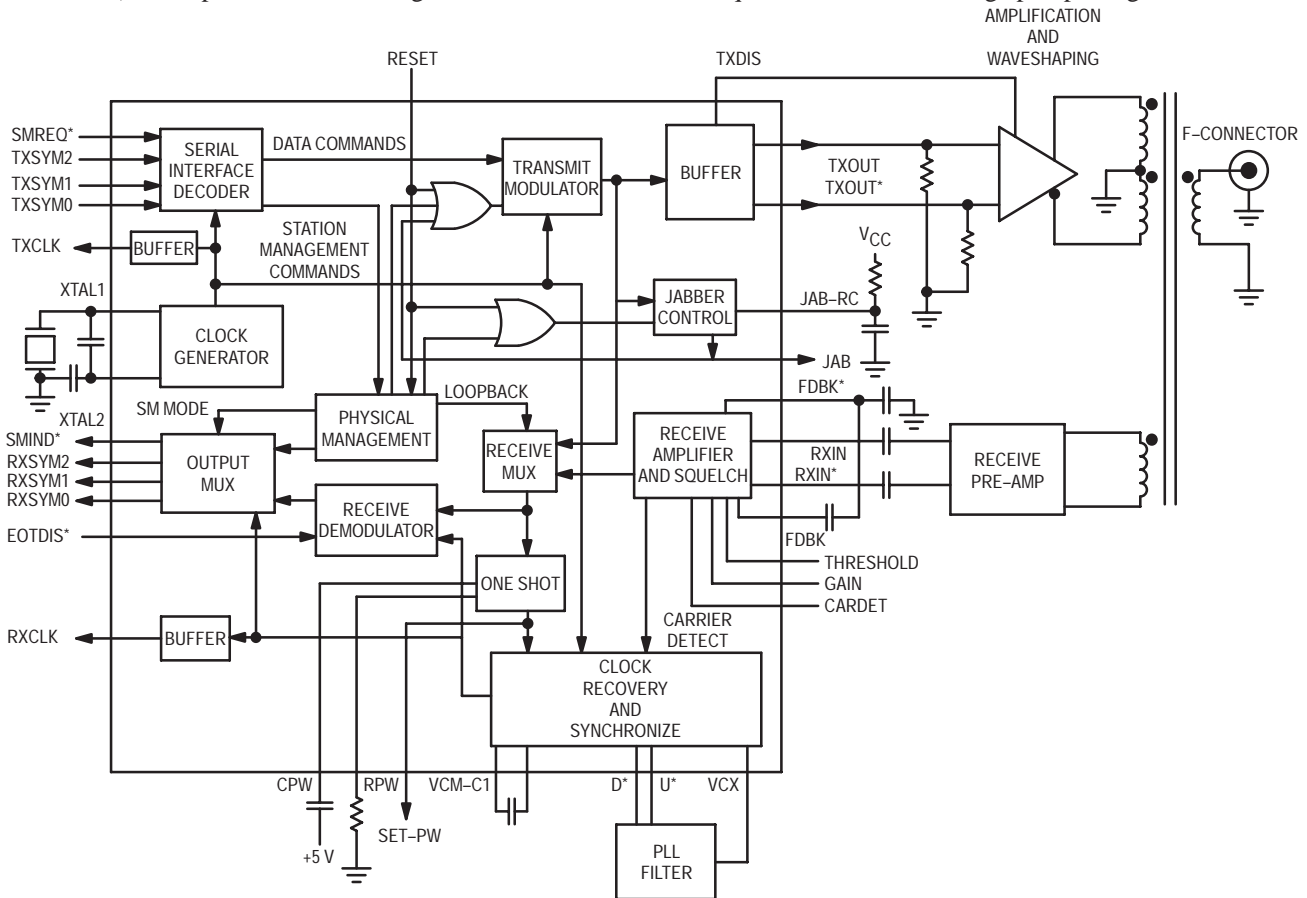 AMPLIFICATION
AND
WAVESHAPING
RESET
TXDIS
F–CONNECTOR
SMREQ*
TXSYM2
TXSYM1
TXSYM0
SERIAL
INTERFACE
DECODER
DATA COMMANDS
TRANSMIT
MODULATOR
BUFFER
TXOUT
TXOUT*
TXCLK
BUFFER
STATION
MANAGEMENT
COMMANDS
VCC
XTAL1
CLOCK
GENERATOR
JABBER
CONTROL
JAB–RC
JAB
XTAL2
SM MODE
PHYSICAL
MANAGEMENT
LOOPBACK
FDBK*
SMIND*
RXSYM2
RXSYM1
RXSYM0
OUTPUT
MUX
RECEIVE
MUX
RECEIVE
AMPLIFIER
AND SQUELCH
RXIN
RXIN*
RECEIVE
PRE–AMP
EOTDIS*
RECEIVE
DEMODULATOR
FDBK
THRESHOLD
GAIN
CARDET
ONE SHOT
CARRIER
DETECT
RXCLK
BUFFER
CLOCK
RECOVERY
AND
SYNCHRONIZE
CPW
RPW
VCM–C1
D*
U*
VCX
SET–PW
+5 V
PLL
FILTER